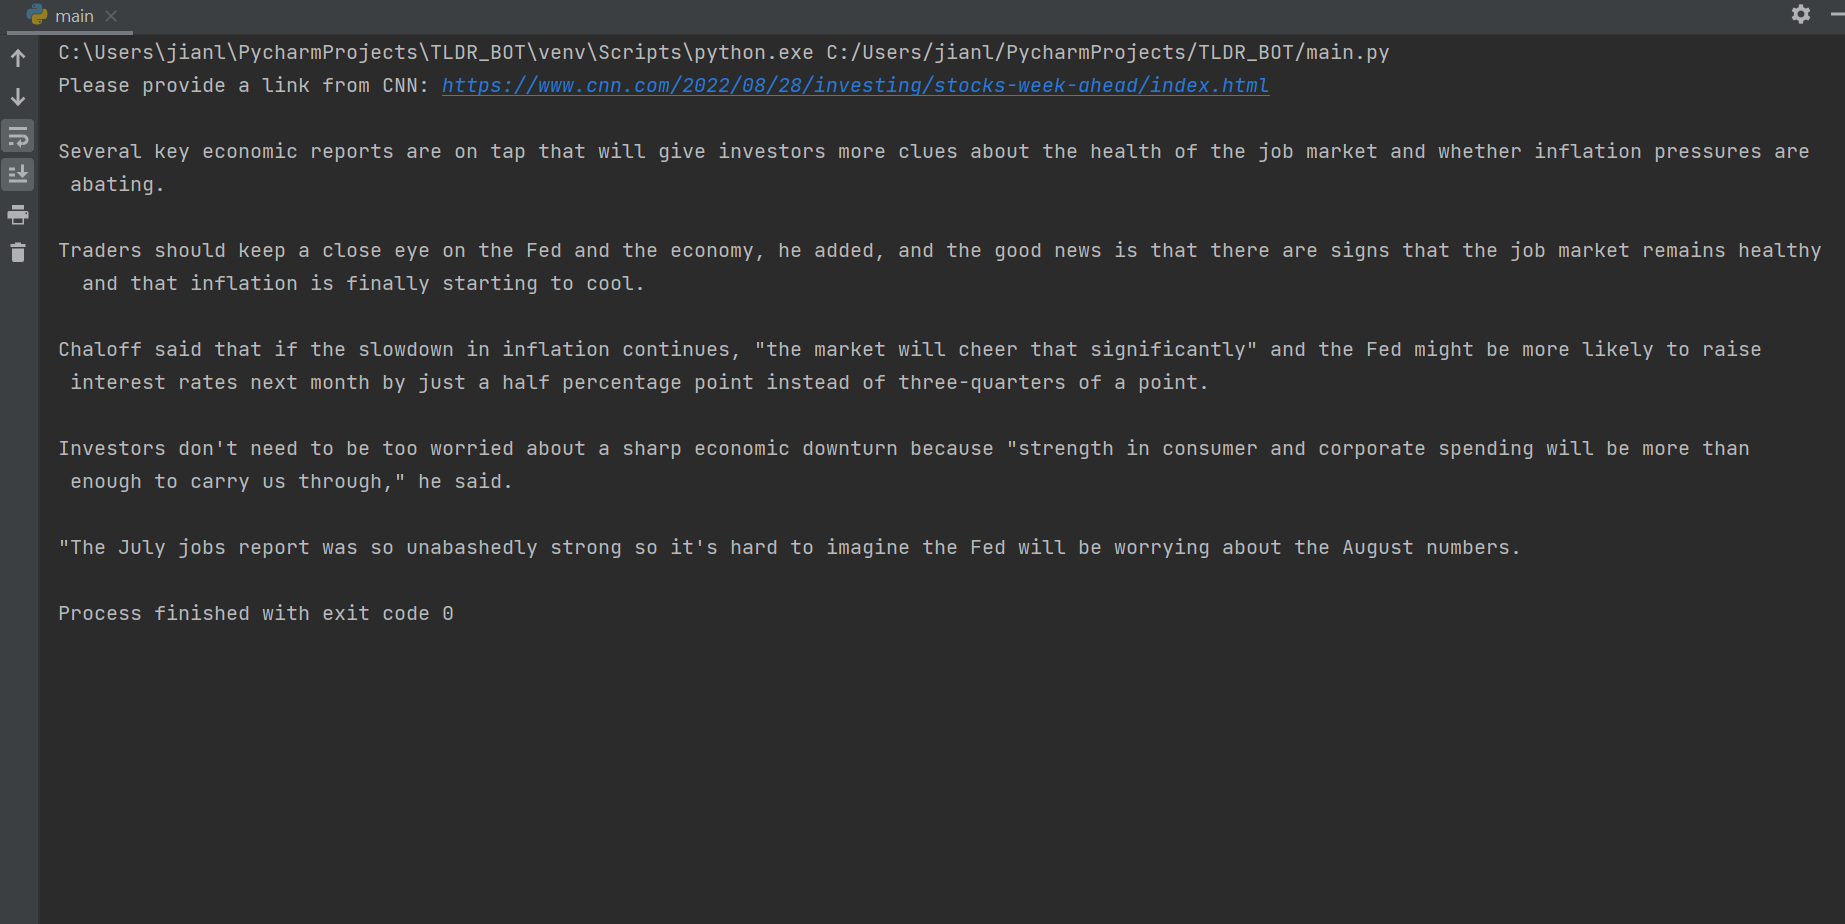 main
C:\Users\jianl\PycharmProjects\TLDR_BOT\venv\Scripts\python.exe C:/Users/jianl/PycharmProjects/TLDR_BOT/main.py
Please provide a link from CNN: https://www.cnn.com/2022/08/28/investing/stocks-week-ahead/index.html
Several key economic reports are on tap that will give investors more clues about the health of the job market and whether inflation pressures are
abating.
Traders should keep a close eye on the Fed and the economy, he added, and the good news is that there are signs that the job market remains healthy
and that inflation is finally starting to cool.
Chaloff said that if the slowdown in inflation continues, "the market will cheer that significantly" and the Fed might be more likely to raise
interest rates next month by just a half percentage point instead of three-quarters of a point.
Investors don't need to be too worried about a sharp economic downturn because "strength in consumer and corporate spending will be more than
enough to carry us through," he said.
"The July jobs report was so unabashedly strong so it's hard to imagine the Fed will be worrying about the August numbers.
Process finished with exit code 0